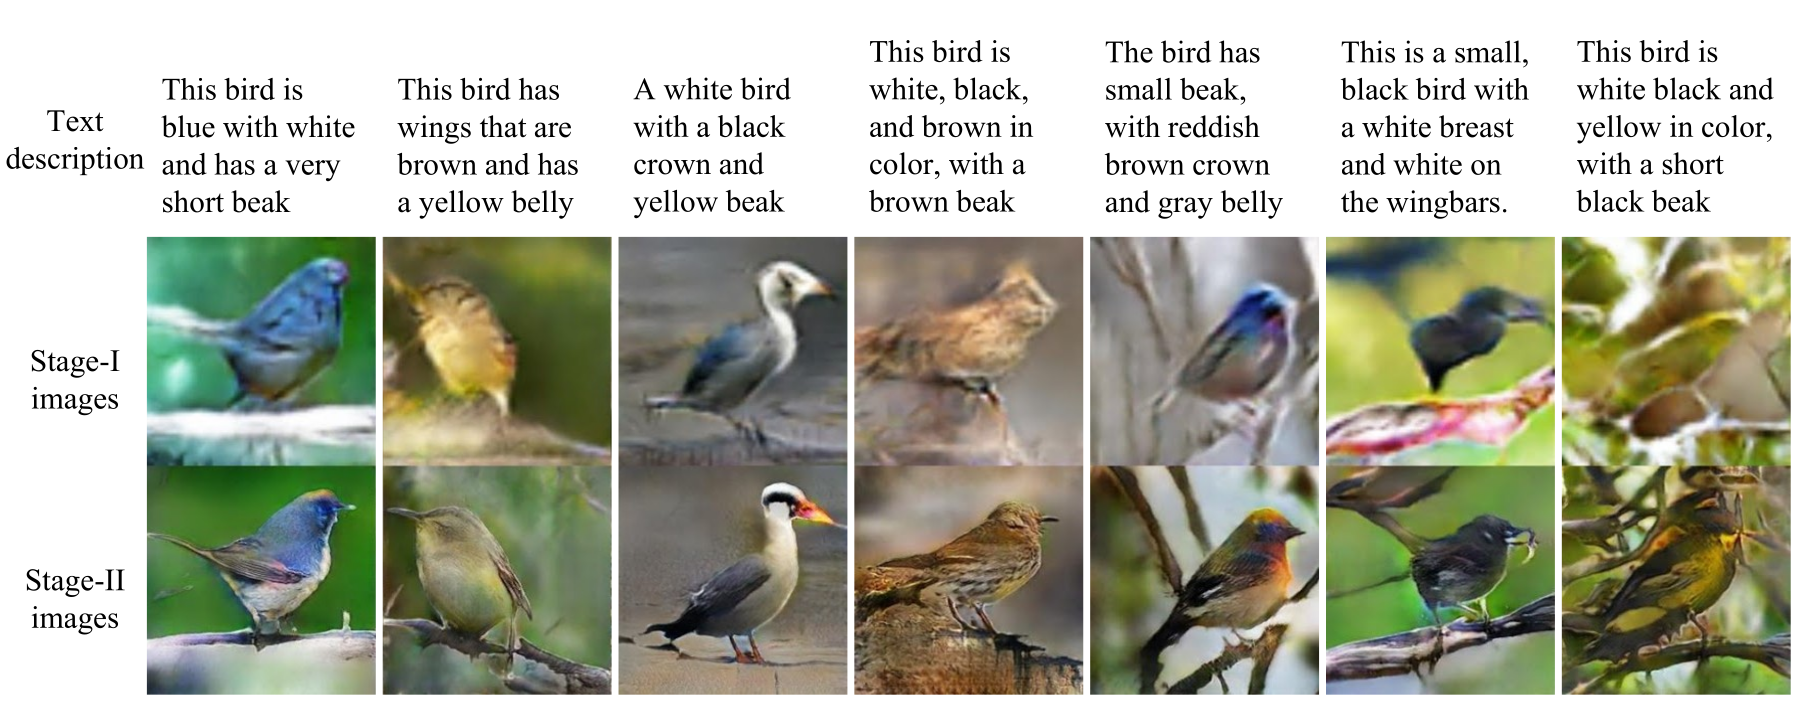 Text
description
This bird is
blue with white
and has a very
short beak
This bird has
wings that are
brown and has
a yellow belly
A white bird
with a black
crown and
yellow beak
This bird is
white, black,
and brown in
color, with a
brown beak
The bird has
small beak,
with reddish
brown crown
and gray belly
This is a small,
black bird with
a white breast
and white on
the wingbars.
This bird is
white black and
yellow in color,
with a short
black beak
Stage-I
images
Stage-II
images